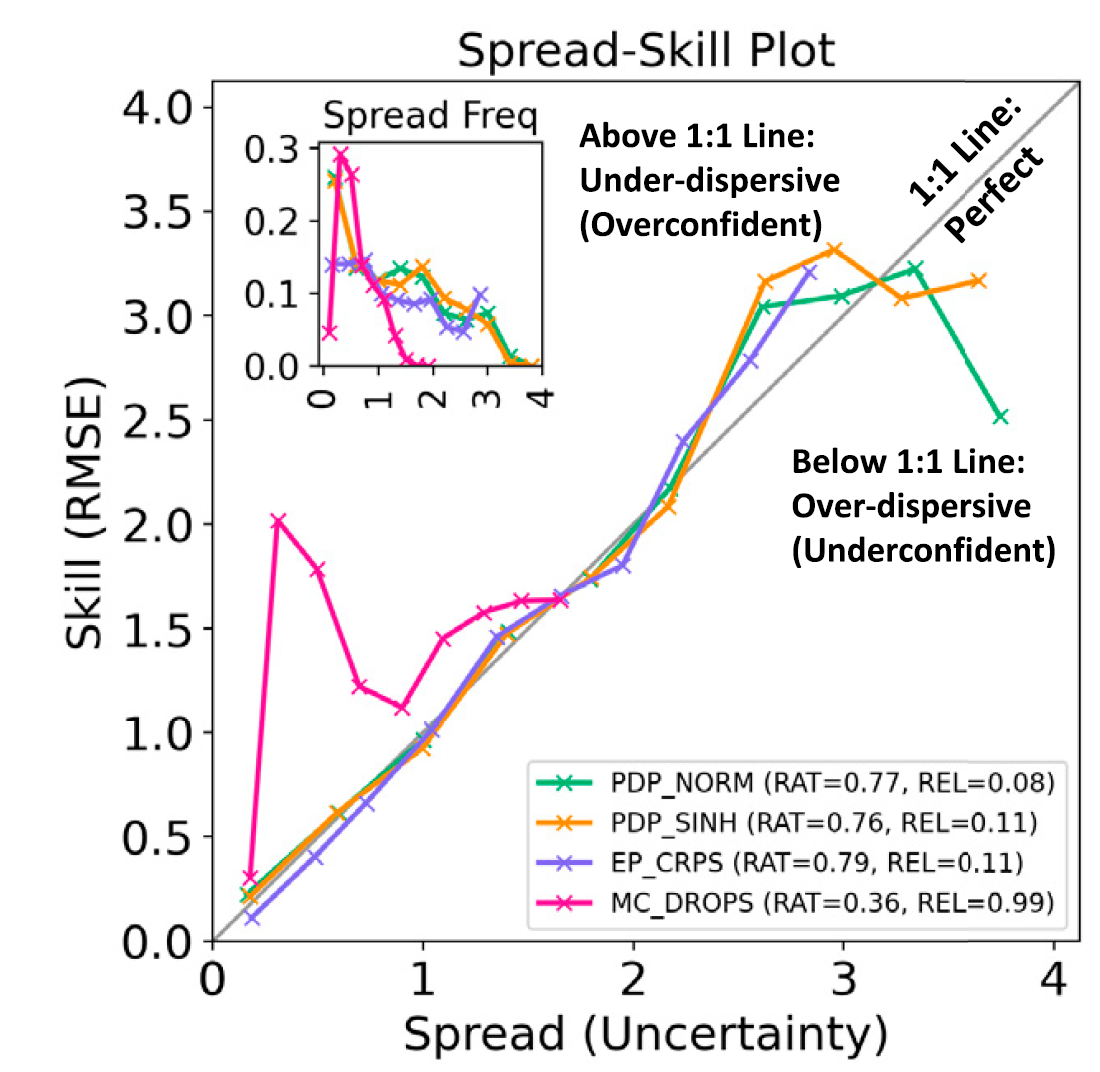 Spread-Skill Plot
4.0
3.5
3.0
2.5
2.0
1.5
1.0
0.5
0.0
Skill (RMSE)
Spread Freq
0.3
0.2
0.1
0.0
0
1
2
3
4
Above 1:1 Line:
Under-dispersive
(Overconfident)
1:1 Line:
Perfect
Below 1:1 Line:
Over-dispersive
(Underconfident)
PDP_NORM (RAT=0.77, REL=0.08)
PDP_SINH (RAT=0.76, REL=0.11)
EP_CRPS (RAT=0.79, REL=0.11)
MC_DROPS (RAT=0.36, REL=0.99)
0
1
2
3
4
Spread (Uncertainty)